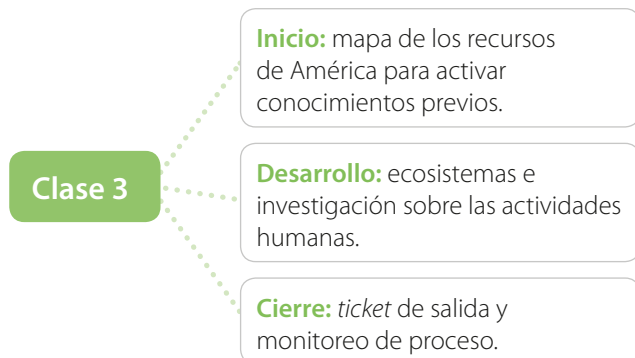 Inicio: mapa de los recursos
de América para activar
conocimientos previos.
Clase 3
Desarrollo: ecosistemas e
investigación sobre las actividades
humanas.
Cierre: ticket de salida y
monitoreo de proceso.